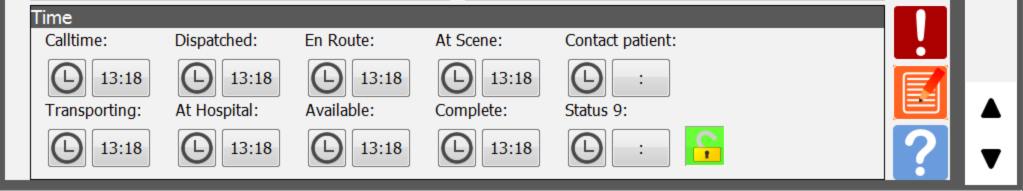 Time
Calltime: Dispatched: En Route: At Scene: Contact patient:
13:18 13:18 13:18 13:18 :
Transporting: At Hospital: Available: Complete: Status 9:
13:18 13:18 13:18 13:18 :